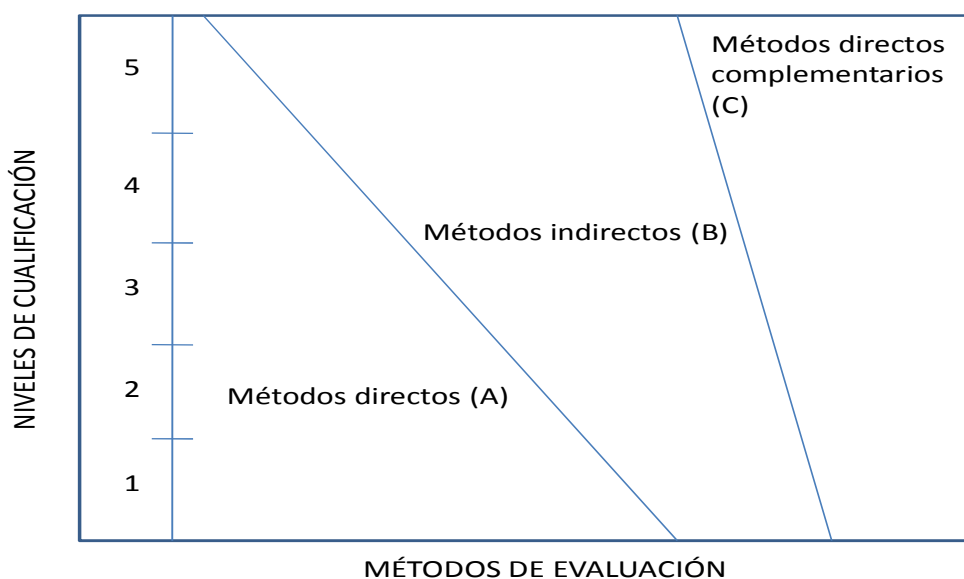 NIVELES DE CUALIFICACIÓN
5
4
3
2
1
Métodos directos
complementarios
(C)
Métodos indirectos (B)
Métodos directos (A)
MÉTODOS DE EVALUACIÓN